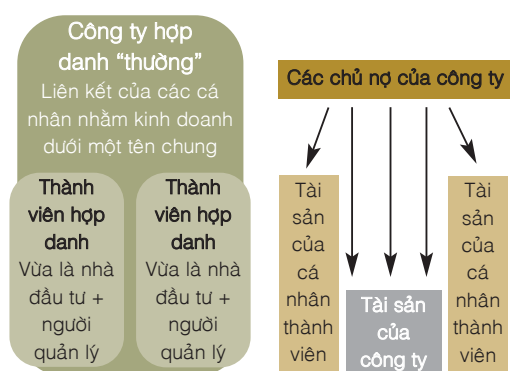 Công ty hợp
danh “thường”
Liên kết của các cá
nhân nhằm kinh doanh
dưới một tên chung
Thành
viên hợp
danh
Vừa là nhà
đầu tư +
người
quản lý
Thành
viên hợp
danh
Vừa là nhà
đầu tư +
người
quản lý
Các chủ nợ của công ty
Tài
sản
của
cá
nhân
thành
viên
Tài sản
của
công ty
Tài
sản
của
cá
nhân
thành
viên